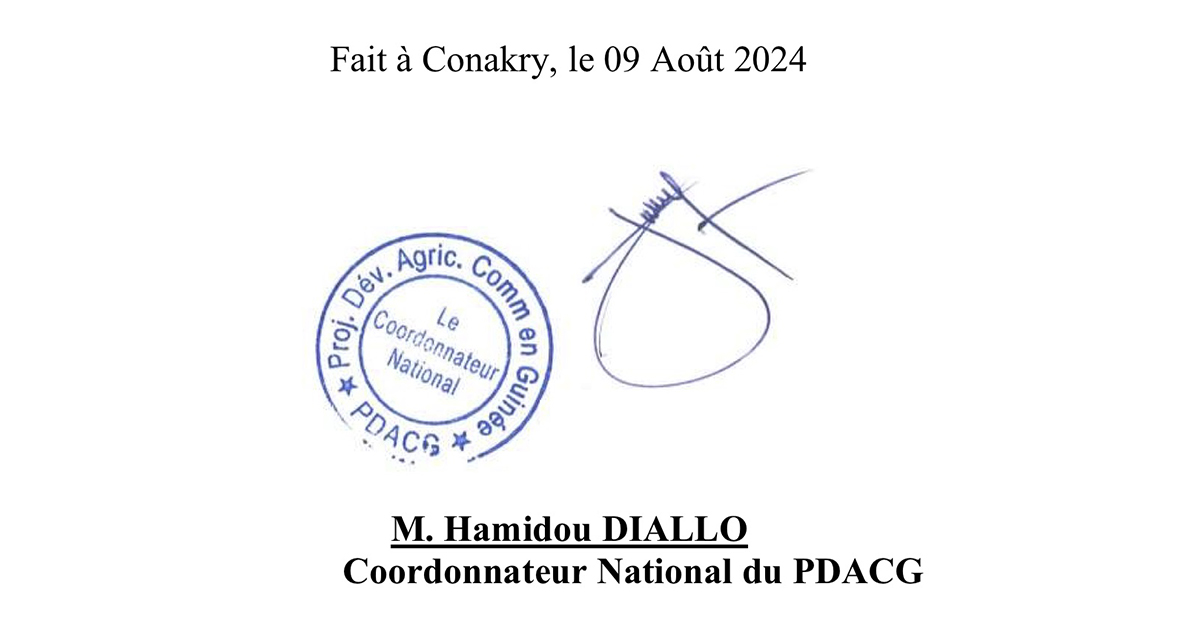 Fait à Conakry, le 09 Août 2024
Proj. Dév. Agric. Comm en Guinée
Le
Coordonnateur
National
★ PDACG ★
M. Hamidou DIALLO
Coordonnateur National du PDACG